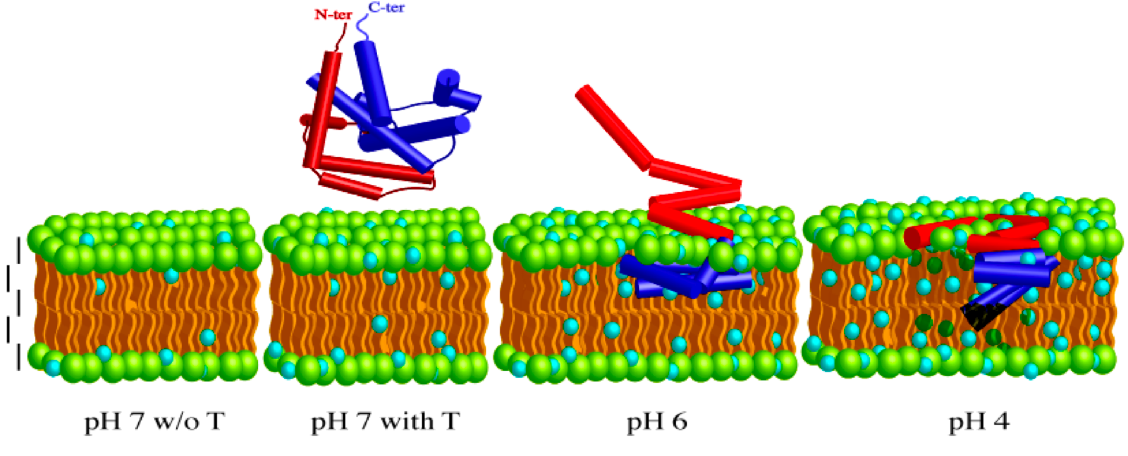 N-ter
C-ter
pH 7 w/o T
pH 7 with T
pH 6
pH 4